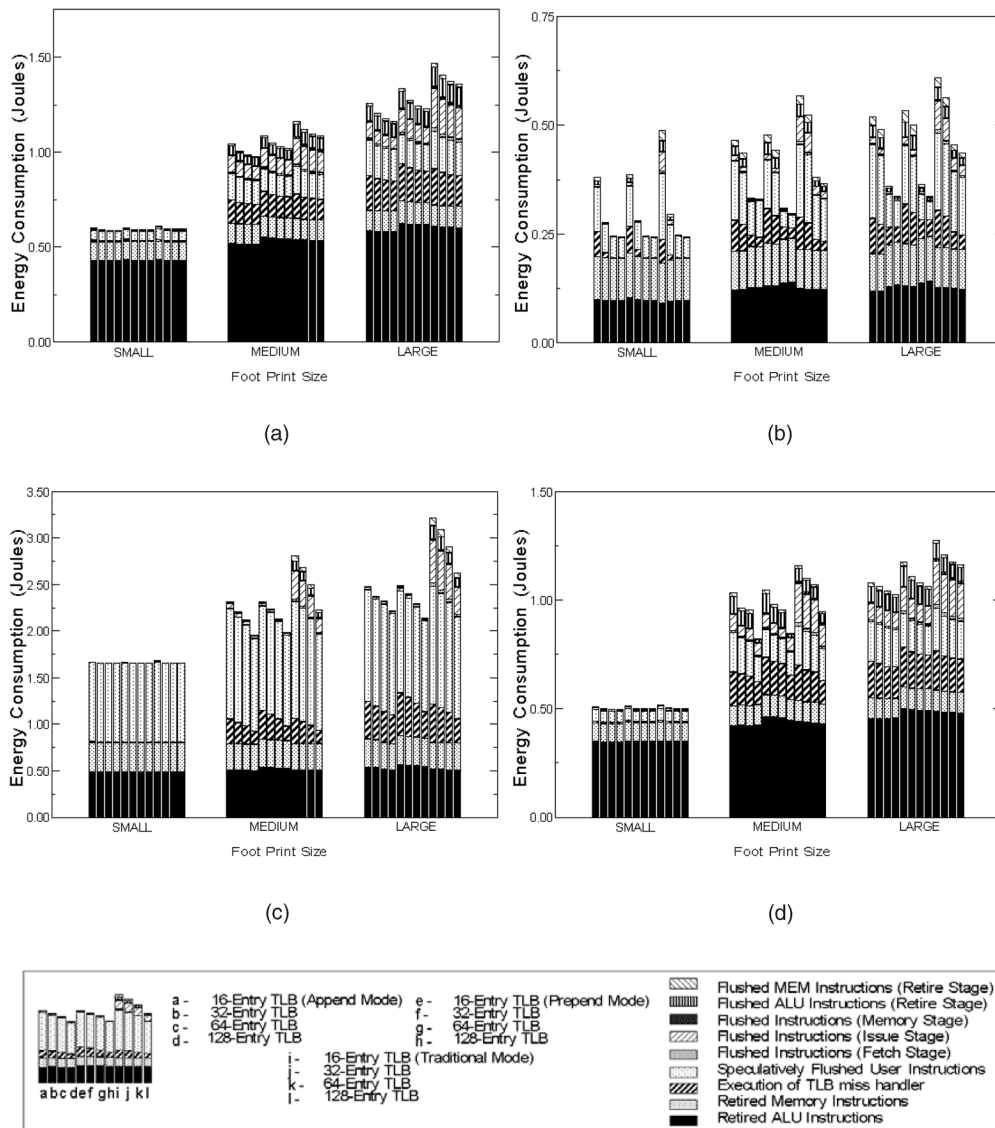 Energy Consumption (Joules)
1.50
1.00
0.50
0.00
SMALL MEDIUM LARGE
Foot Print Size
(a)
Energy Consumption (Joules)
0.75
0.50
0.25
0.00
SMALL MEDIUM LARGE
Foot Print Size
(b)
Energy Consumption (Joules)
3.50
3.00
2.50
2.00
1.50
1.00
0.50
0.00
SMALL MEDIUM LARGE
Foot Print Size
(c)
Energy Consumption (Joules)
1.50
1.00
0.50
0.00
SMALL MEDIUM LARGE
Foot Print Size
(d)
a b c d e f g h i j k l
a - 16-Entry TLB (Append Mode)
b - 32-Entry TLB
c - 64-Entry TLB
d - 128-Entry TLB
e - 16-Entry TLB (Prepend Mode)
f - 32-Entry TLB
g - 64-Entry TLB
h - 128-Entry TLB
i - 16-Entry TLB (Traditional Mode)
j - 32-Entry TLB
k - 64-Entry TLB
l - 128-Entry TLB
Flushed MEM Instructions (Retire Stage)
Flushed ALU Instructions (Retire Stage)
Flushed Instructions (Memory Stage)
Flushed Instructions (Issue Stage)
Flushed Instructions (Fetch Stage)
Speculatively Flushed User Instructions
Execution of TLB miss handler
Retired Memory Instructions
Retired ALU Instructions